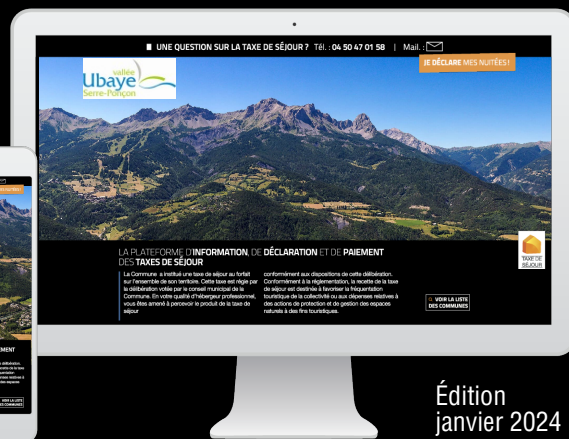 UNE QUESTION SUR LA TAXE DE SÉJOUR ? Tél. : 04 50 47 01 58 | Mail. :
JE DÉCLARE MES NUITÉES !
vallée
Ubaye
Serre-Ponçon
LA PLATEFORME D'INFORMATION, DE DÉCLARATION ET DE PAIEMENT
DES TAXES DE SÉJOUR
La Commune a institué une taxe de séjour au forfait
sur l'ensemble de son territoire. Cette taxe est régie par
la délibération votée par le conseil municipal de la
Commune. En votre qualité d'hébergeur professionnel,
vous êtes amené à percevoir le produit de la taxe de
séjour
conformément aux dispositions de cette délibération.
Conformément à la réglementation, la recette de la taxe
de séjour est destinée à favoriser la fréquentation
touristique de la collectivité ou aux dépenses relatives à
des actions de protection et de gestion des espaces
naturels à des fins touristiques.
TAXE DE
SÉJOUR
VOIR LA LISTE
DES COMMUNES
VOIR LA LISTE
DES COMMUNES
Édition
janvier 2024